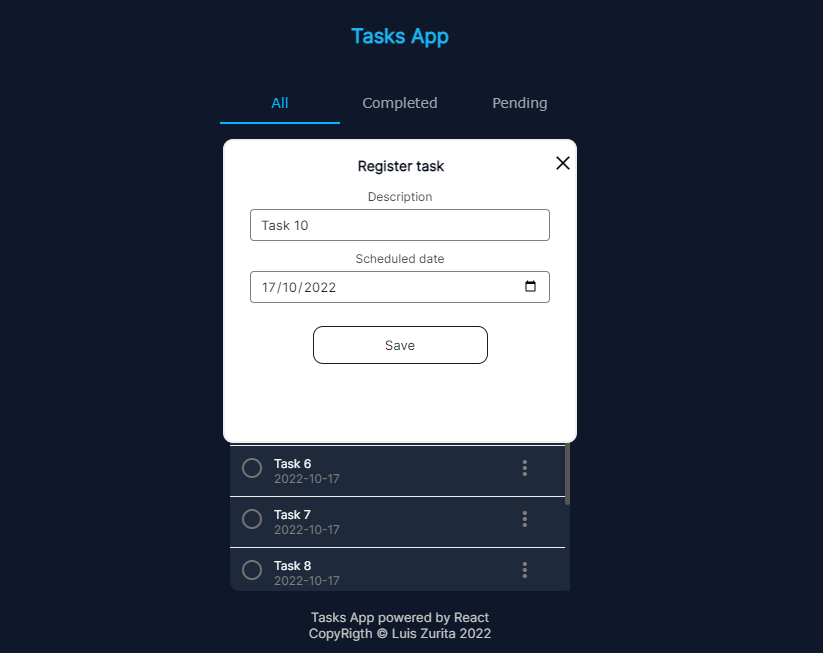 Tasks App
All Completed Pending
Register task
Description
Task 10
Scheduled date
17/10/2022
Save
Task 6
2022-10-17
Task 7
2022-10-17
Task 8
2022-10-17
Tasks App powered by React
CopyRigth © Luis Zurita 2022